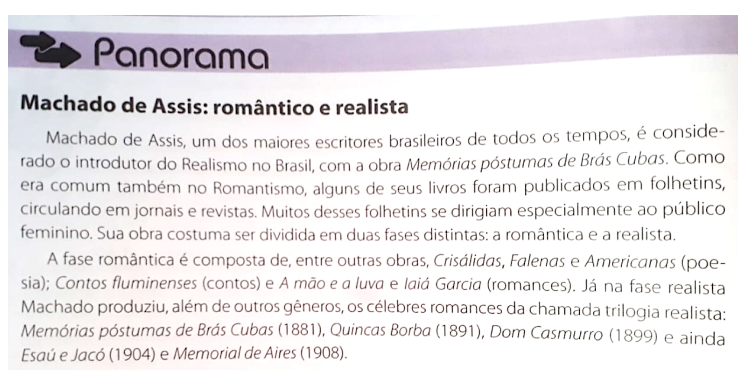 Panorama
Machado de Assis: romântico e realista
Machado de Assis, um dos maiores escritores brasileiros de todos os tempos, é conside-
rado o introdutor do Realismo no Brasil, com a obra Memórias póstumas de Brás Cubas. Como
era comum também no Romantismo, alguns de seus livros foram publicados em folhetins,
circulando em jornais e revistas. Muitos desses folhetins se dirigiam especialmente ao público
feminino. Sua obra costuma ser dividida em duas fases distintas: a romântica e a realista.
A fase romântica é composta de, entre outras obras, Crisálidas, Falenas e Americanas (poe-
sia); Contos fluminenses (contos) e A mão e a luva e Iaiá Garcia (romances). Já na fase realista
Machado produziu, além de outros gêneros, os célebres romances da chamada trilogia realista:
Memórias póstumas de Brás Cubas (1881), Quincas Borba (1891), Dom Casmurro (1899) e ainda
Esaú e Jacó (1904) e Memorial de Aires (1908).